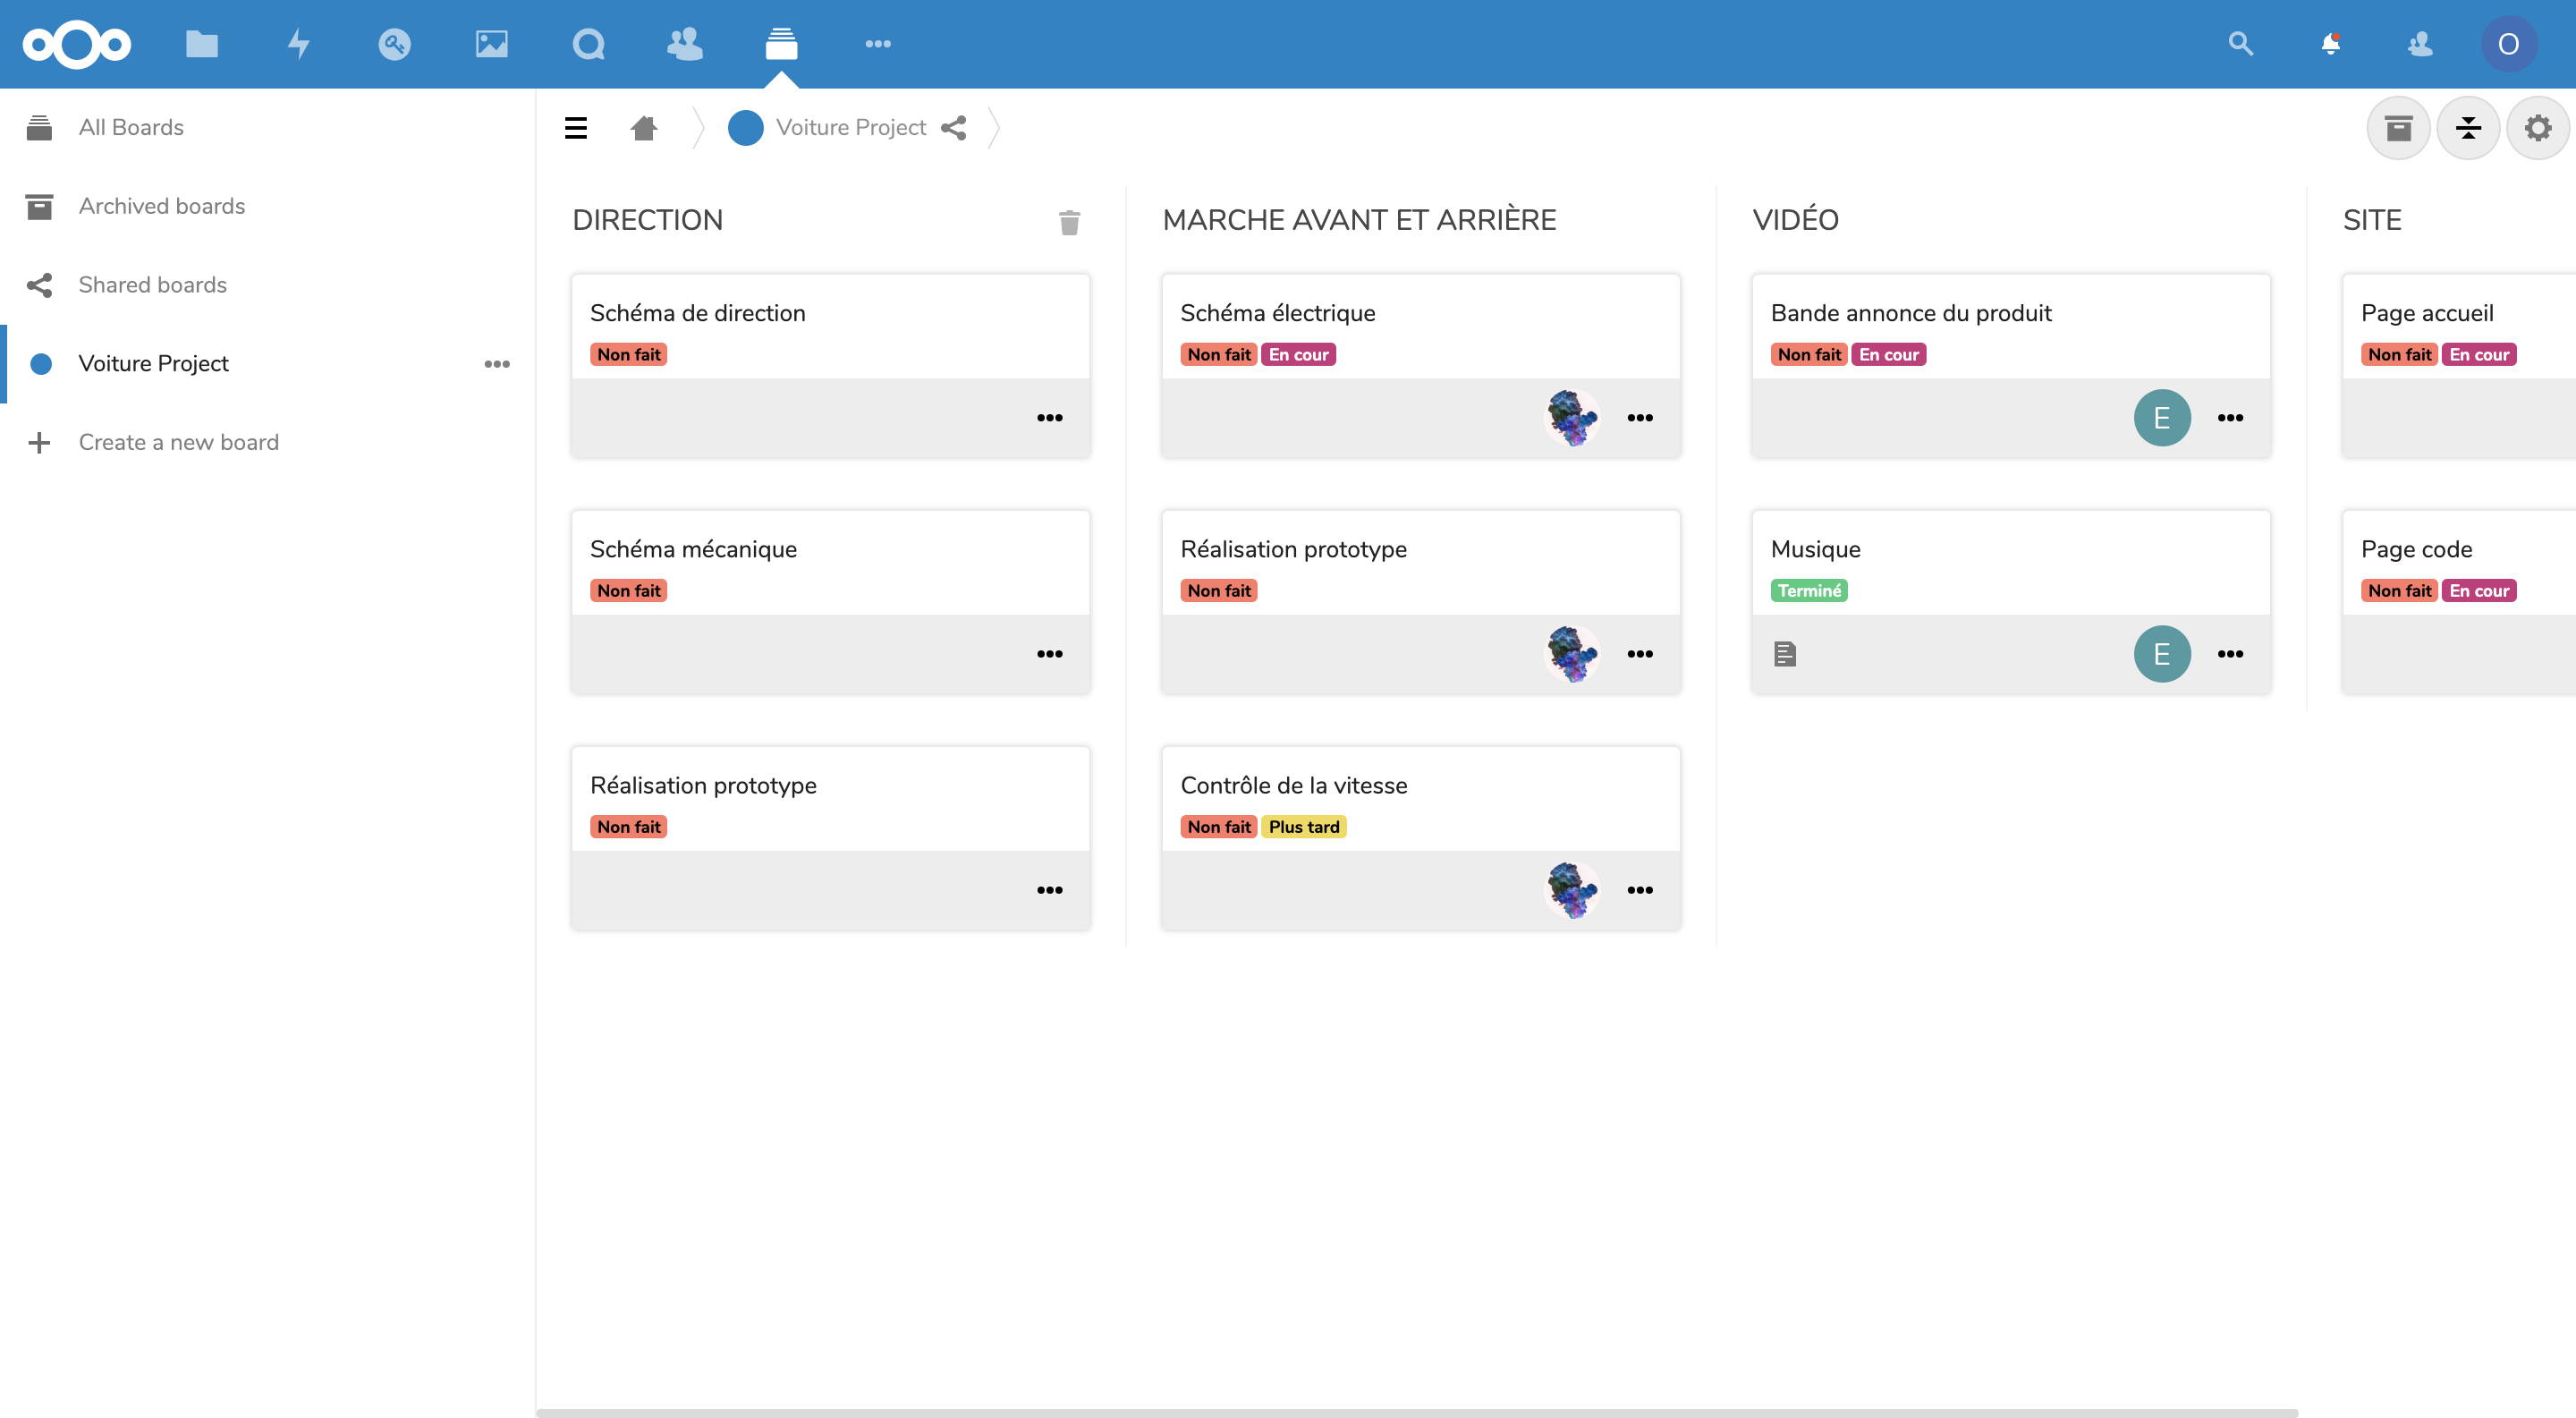 O
All Boards
Archived boards
Shared boards
Voiture Project
Create a new board
Voiture Project
DIRECTION
Schéma de direction
Non fait
Schéma mécanique
Non fait
Réalisation prototype
Non fait
MARCHE AVANT ET ARRIÈRE
Schéma électrique
Non fait En cour
Réalisation prototype
Non fait
Contrôle de la vitesse
Non fait Plus tard
VIDÉO
Bande annonce du produit
Non fait En cour
E
Musique
Terminé
E
SITE
Page accueil
Non fait En cour
Page code
Non fait En cour